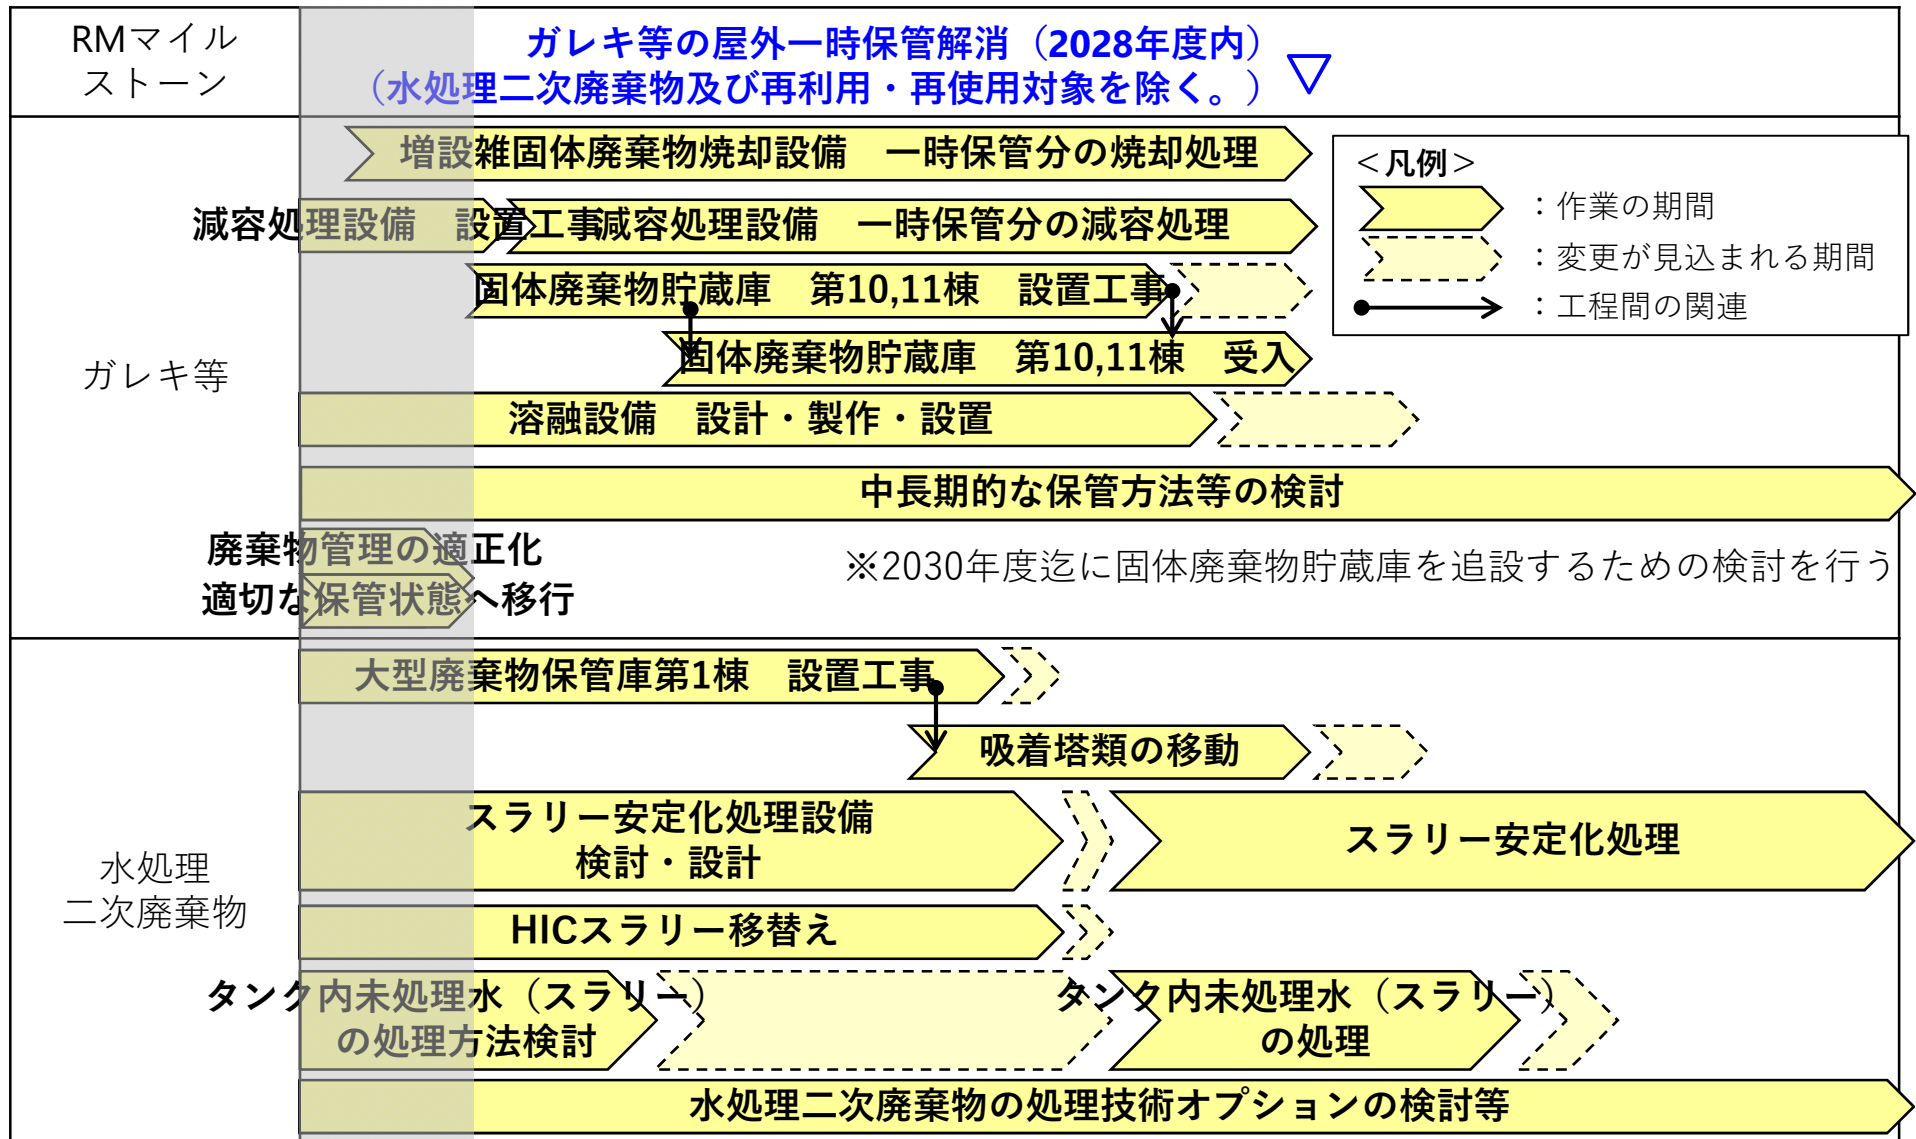 RMマイル
ストーン
ガレキ等の屋外一時保管解消（2028年度内）
（水処理二次廃棄物及び再利用・再使用対象を除く。）
ガレキ等
増設雑固体廃棄物焼却設備　一時保管分の焼却処理
減容処理設備　設置工事
減容処理設備　一時保管分の減容処理
固体廃棄物貯蔵庫　第10,11棟　設置工事
固体廃棄物貯蔵庫　第10,11棟　受入
溶融設備　設計・製作・設置
中長期的な保管方法等の検討
廃棄物管理の適正化
適切な保管状態へ移行
※2030年度迄に固体廃棄物貯蔵庫を追設するための検討を行う
＜凡例＞
：作業の期間
：変更が見込まれる期間
：工程間の関連
水処理
二次廃棄物
大型廃棄物保管庫第1棟　設置工事
吸着塔類の移動
スラリー安定化処理設備
検討・設計
スラリー安定化処理
HICスラリー移替え
タンク内未処理水（スラリー）
の処理方法検討
タンク内未処理水（スラリー）
の処理
水処理二次廃棄物の処理技術オプションの検討等